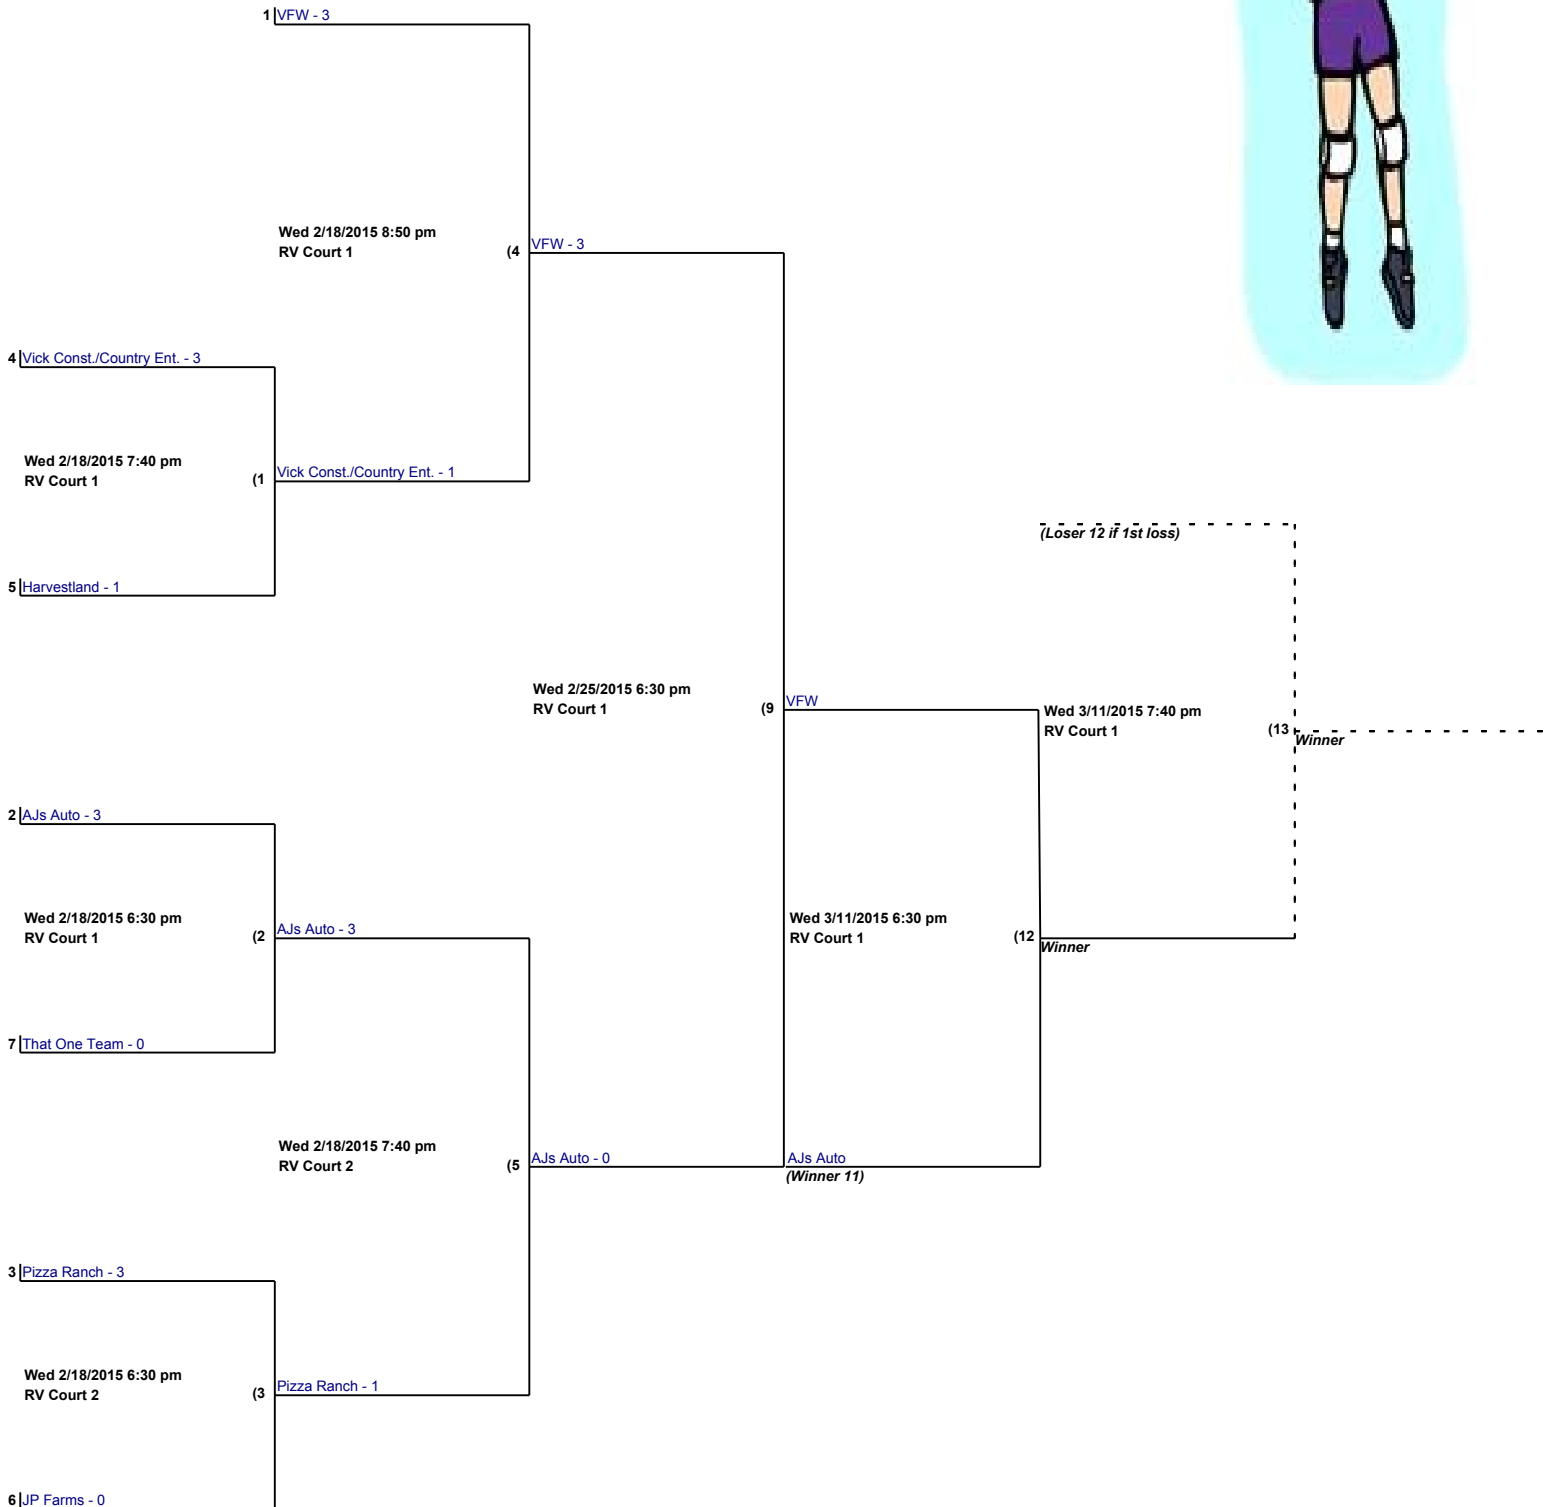 1 VFW - 3
Wed 2/18/2015 8:50 pm
RV Court 1
(4 VFW - 3
4 Vick Const./Country Ent. - 3
Wed 2/18/2015 7:40 pm
RV Court 1
(1 Vick Const./Country Ent. - 1
(Loser 12 if 1st loss)
5 Harvestland - 1
Wed 2/25/2015 6:30 pm
RV Court 1
(9 VFW
Wed 3/11/2015 7:40 pm
RV Court 1
(13 Winner
2 AJs Auto - 3
Wed 2/18/2015 6:30 pm
RV Court 1
(2 AJs Auto - 3
Wed 3/11/2015 6:30 pm
RV Court 1
(12 Winner
7 That One Team - 0
Wed 2/18/2015 7:40 pm
RV Court 2
(5 AJs Auto - 0
AJs Auto
(Winner 11)
3 Pizza Ranch - 3
Wed 2/18/2015 6:30 pm
RV Court 2
(3 Pizza Ranch - 1
6 JP Farms - 0